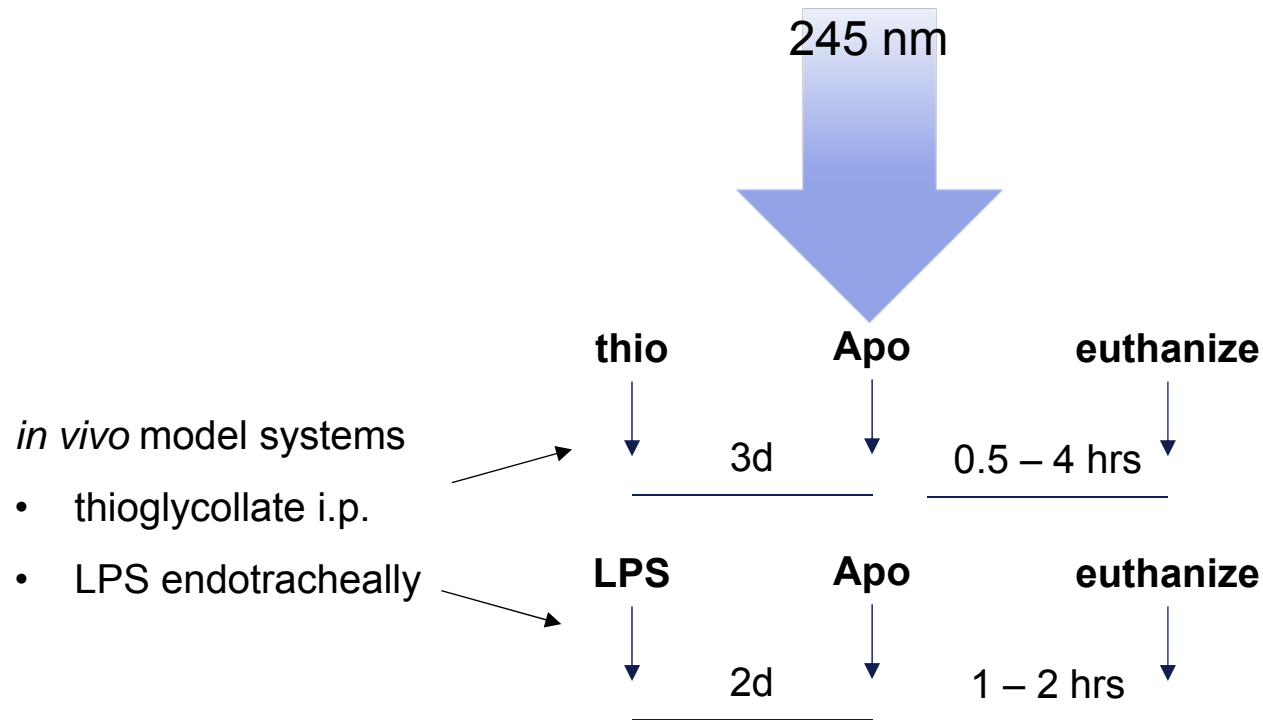 245 nm
thio Apo euthanize
in vivo model systems
3d 0.5 – 4 hrs
• thioglycollate i.p.
• LPS endotracheally
LPS Apo euthanize
2d 1 – 2 hrs